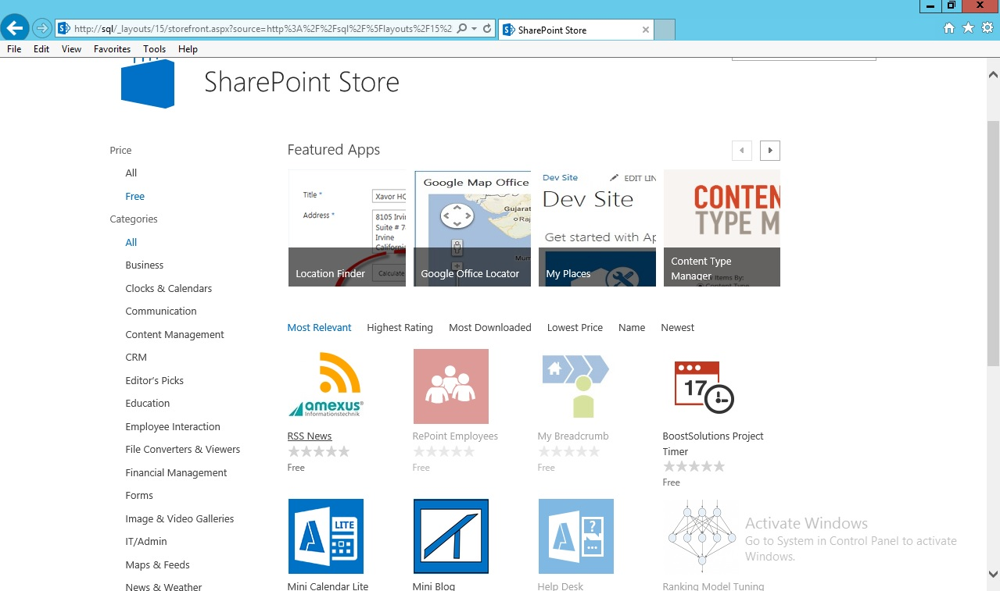 X
http://sql/_layouts/15/storefront.aspx?source=http%3A%2F%2Fsql%2F%5Flayouts%2F15%2
SharePoint Store
File Edit View Favorites Tools Help
SharePoint Store
Price
All
Free
Categories
All
Business
Clocks & Calendars
Communication
Content Management
CRM
Editor's Picks
Education
Employee Interaction
File Converters & Viewers
Financial Management
Forms
Image & Video Galleries
IT/Admin
Maps & Feeds
News & Weather
Featured Apps
Title *
Xavor HQ
Address *
8105 Irvin
Suite # 7
Irvine
California
Calculate
Location Finder
Google Map Office
Gujarat
Raj
Mum
Google Office Locator
Dev Site
EDIT LIN
Dev Site
Get started with Ap
My Places
CONTEN
TYPE M
Items By:
Content Type
Content Type
Manager
Most Relevant Highest Rating Most Downloaded Lowest Price Name Newest
amexus
Informationstechnik
RSS News
Free
RePoint Employees
Free
My Breadcrumb
Free
17
BoostSolutions Project
Timer
Free
LITE
Mini Calendar Lite
Mini Blog
?
Help Desk
Ranking Model Tuning
Activate Windows
Go to System in Control Panel to activate
Windows.